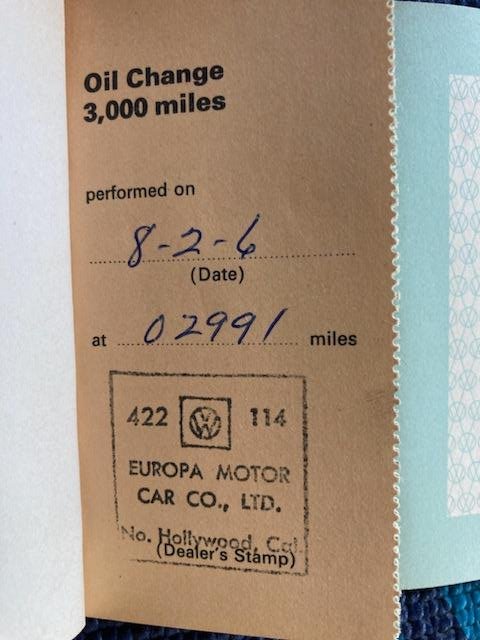 Oil Change
3,000 miles
performed on
8-2-6
(Date)
at 02991 miles
422 VW 114
EUROPA MOTOR
CAR CO., LTD.
No. Hollywood, Cal.
(Dealer's Stamp)